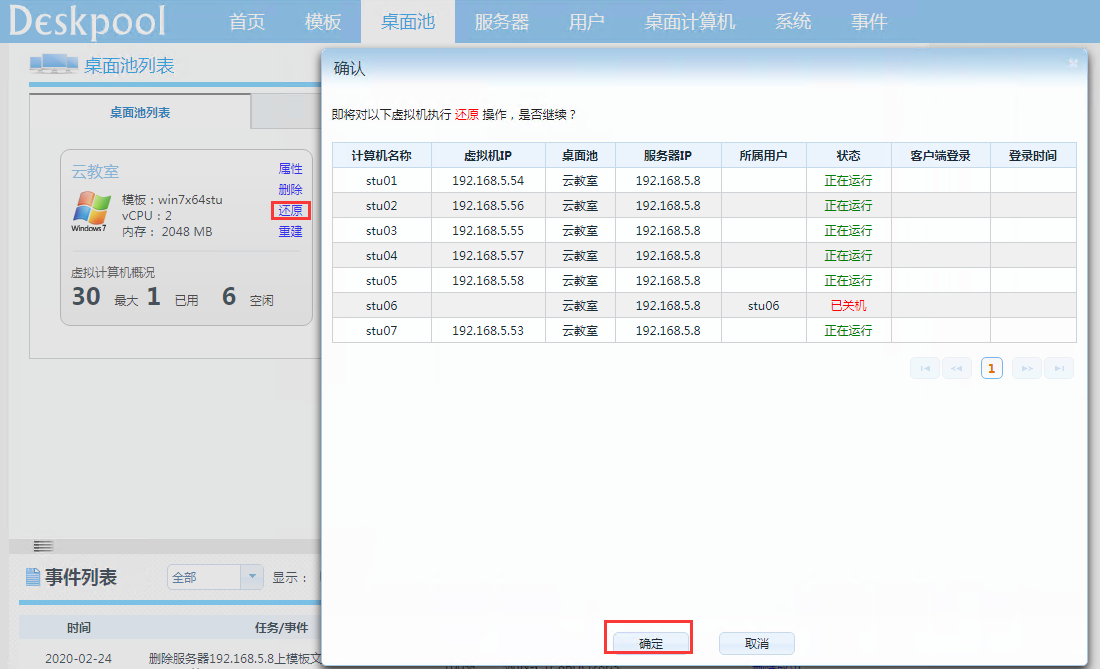 Deskpool 首页 模板 桌面池 服务器 用户 桌面计算机 系统 事件
桌面池列表
桌面池列表
云教室 属性
删除
模板：win7x64stu
还原
vCPU：2
内存： 2048 MB
重建
Windows7
虚拟计算机概况
30 最大 1 已用 6 空闲
事件列表 全部 显示：
时间 任务/事件
2020-02-24 删除服务器192.168.5.8上模板文
确认
即将对以下虚拟机执行 还原 操作，是否继续？
计算机名称 虚拟机IP 桌面池 服务器IP 所属用户 状态 客户端登录 登录时间
stu01 192.168.5.54 云教室 192.168.5.8 正在运行
stu02 192.168.5.56 云教室 192.168.5.8 正在运行
stu03 192.168.5.55 云教室 192.168.5.8 正在运行
stu04 192.168.5.57 云教室 192.168.5.8 正在运行
stu05 192.168.5.58 云教室 192.168.5.8 正在运行
stu06 云教室 192.168.5.8 stu06 已关机
stu07 192.168.5.53 云教室 192.168.5.8 正在运行
1
确定 取消